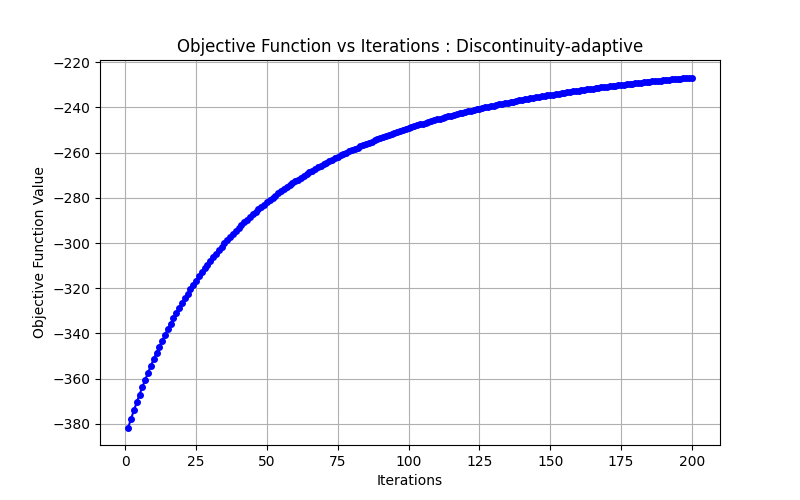 Objective Function vs Iterations : Discontinuity-adaptive
Objective Function Value
−220
−240
−260
−280
−300
−320
−340
−360
−380
0 25 50 75 100 125 150 175 200
Iterations